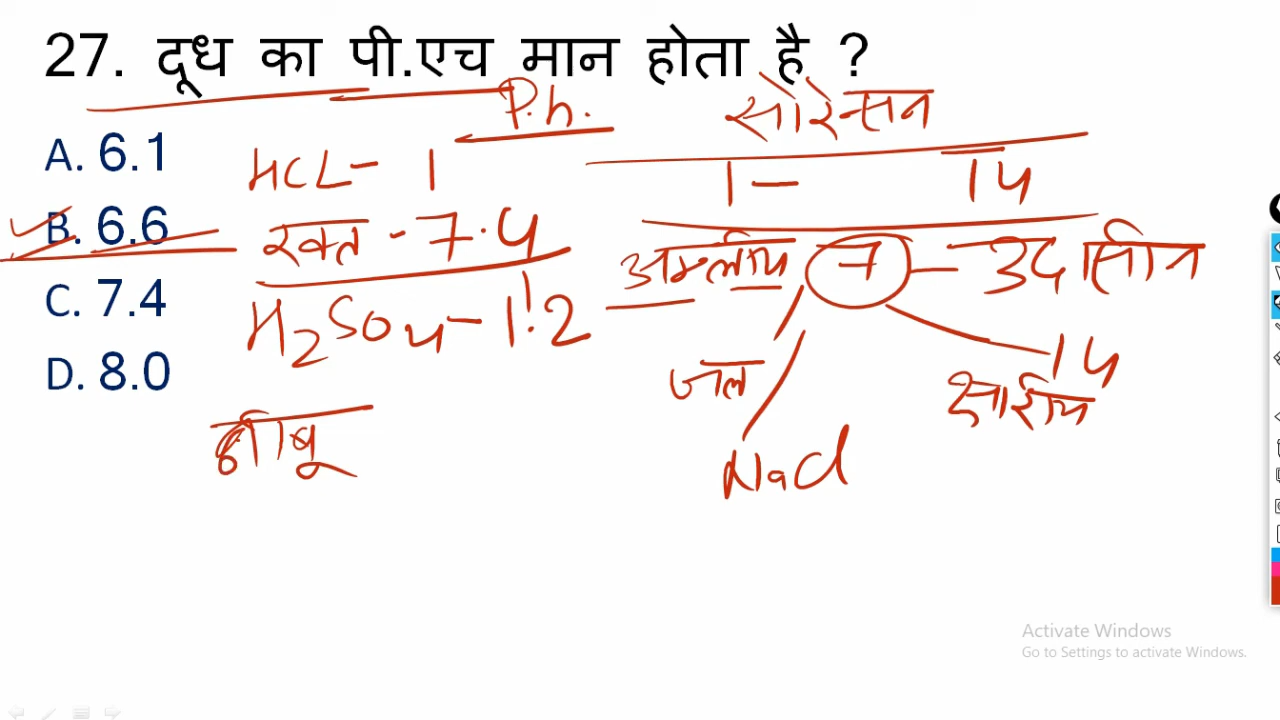 27. दूध का पी.एच मान होता है ?
P.h.
सोरेन्सन
A. 6.1
HCL - 1
1 - 14
B. 6.6
रक्त - 7.4
अम्लीय 7 - उदासीन
C. 7.4
H2SO4 - 1.2
14
D. 8.0
जल
क्षारीय
नीबू
Nacl
Activate Windows
Go to Settings to activate Windows.